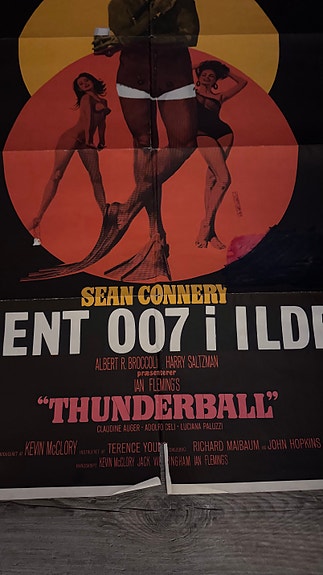 SEAN CONNERY
ENT 007 i ILDE
ALBERT R. BROCCOLI HARRY SALTZMAN
præsenterer
IAN FLEMING'S
"THUNDERBALL"
CLAUDINE AUGER · ADOLFO CELI · LUCIANA PALUZZI
KEVIN McCLORY TERENCE YOUNG RICHARD MAIBAUM JOHN HOPKINS
KEVIN McCLORY JACK WHITTINGHAM IAN FLEMING